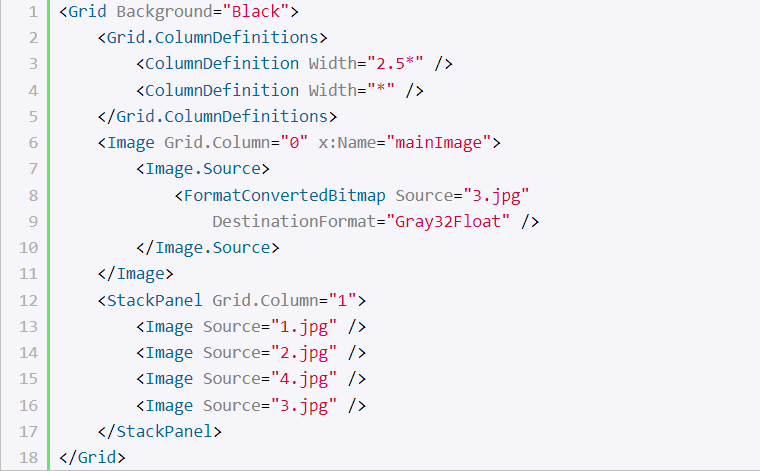 1 <Grid Background="Black">
2     <Grid.ColumnDefinitions>
3         <ColumnDefinition Width="2.5*" />
4         <ColumnDefinition Width="*" />
5     </Grid.ColumnDefinitions>
6     <Image Grid.Column="0" x:Name="mainImage">
7         <Image.Source>
8             <FormatConvertedBitmap Source="3.jpg"
9                 DestinationFormat="Gray32Float" />
10         </Image.Source>
11     </Image>
12     <StackPanel Grid.Column="1">
13         <Image Source="1.jpg" />
14         <Image Source="2.jpg" />
15         <Image Source="4.jpg" />
16         <Image Source="3.jpg" />
17     </StackPanel>
18 </Grid>